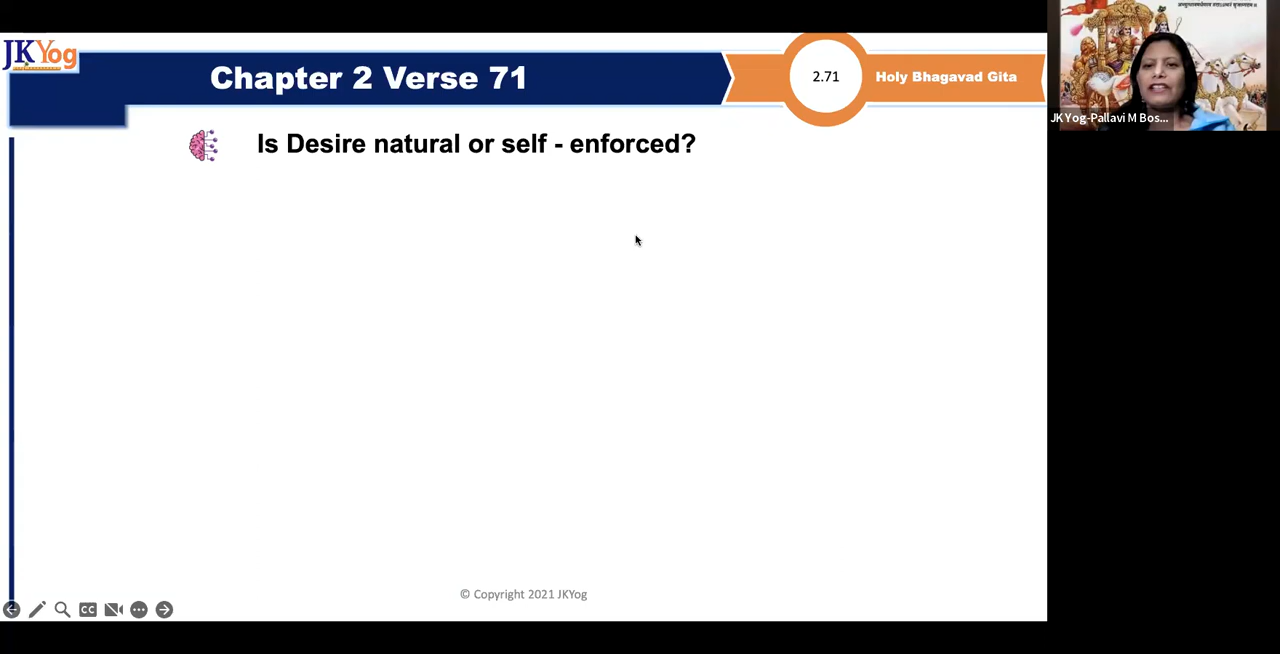 JKYog
Chapter 2 Verse 71
2.71
Holy Bhagavad Gita
JKYog-Pallavi M Bos...
Is Desire natural or self - enforced?
© Copyright 2021 JKYog
CC